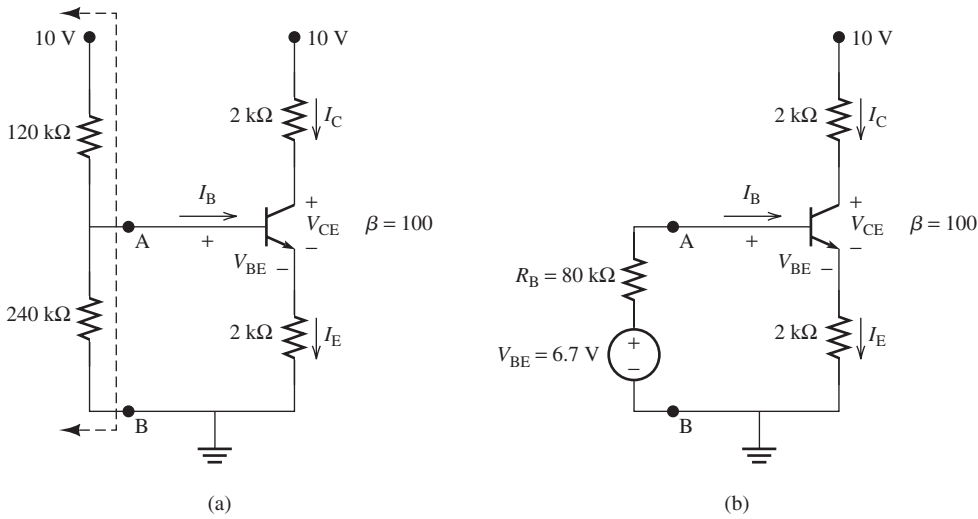 10 V
10 V
120 kΩ
2 kΩ
I_C
I_B
A
+
V_BE
−
+
V_CE
−
β = 100
240 kΩ
2 kΩ
I_E
B
(a)
10 V
2 kΩ
I_C
I_B
A
+
V_BE
−
+
V_CE
−
β = 100
R_B = 80 kΩ
V_BE = 6.7 V
+
−
2 kΩ
I_E
B
(b)